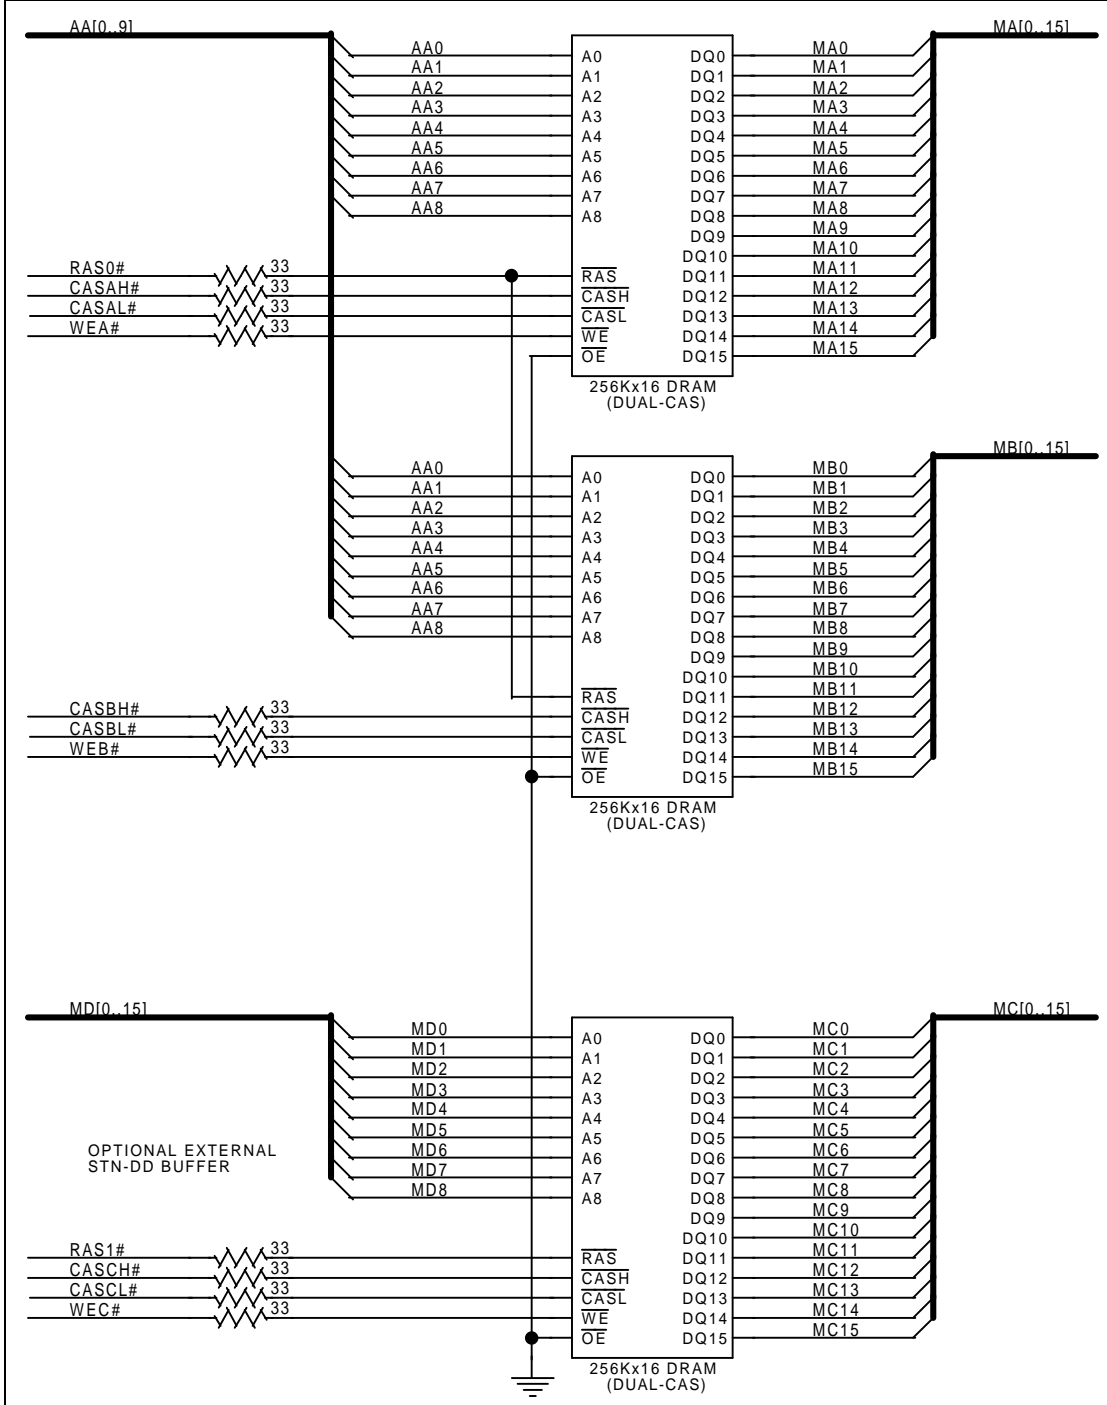 AA[0..9] MA[0..15]
AA0 A0 DQ0 MA0
AA1 A1 DQ1 MA1
AA2 A2 DQ2 MA2
AA3 A3 DQ3 MA3
AA4 A4 DQ4 MA4
AA5 A5 DQ5 MA5
AA6 A6 DQ6 MA6
AA7 A7 DQ7 MA7
AA8 A8 DQ8 MA8
DQ9 MA9
DQ10 MA10
RAS0# 33 RAS DQ11 MA11
CASAH# 33 CASH DQ12 MA12
CASAL# 33 CASL DQ13 MA13
WEA# 33 WE DQ14 MA14
OE DQ15 MA15
256Kx16 DRAM
(DUAL-CAS)
MB[0..15]
AA0 A0 DQ0 MB0
AA1 A1 DQ1 MB1
AA2 A2 DQ2 MB2
AA3 A3 DQ3 MB3
AA4 A4 DQ4 MB4
AA5 A5 DQ5 MB5
AA6 A6 DQ6 MB6
AA7 A7 DQ7 MB7
AA8 A8 DQ8 MB8
DQ9 MB9
DQ10 MB10
RAS DQ11 MB11
CASBH# 33 CASH DQ12 MB12
CASBL# 33 CASL DQ13 MB13
WEB# 33 WE DQ14 MB14
OE DQ15 MB15
256Kx16 DRAM
(DUAL-CAS)
MD[0..15] MC[0..15]
MD0 A0 DQ0 MC0
MD1 A1 DQ1 MC1
MD2 A2 DQ2 MC2
MD3 A3 DQ3 MC3
MD4 A4 DQ4 MC4
MD5 A5 DQ5 MC5
OPTIONAL EXTERNAL
STN-DD BUFFER
MD6 A6 DQ6 MC6
MD7 A7 DQ7 MC7
MD8 A8 DQ8 MC8
DQ9 MC9
DQ10 MC10
RAS1# 33 RAS DQ11 MC11
CASCH# 33 CASH DQ12 MC12
CASCL# 33 CASL DQ13 MC13
WEC# 33 WE DQ14 MC14
OE DQ15 MC15
256Kx16 DRAM
(DUAL-CAS)